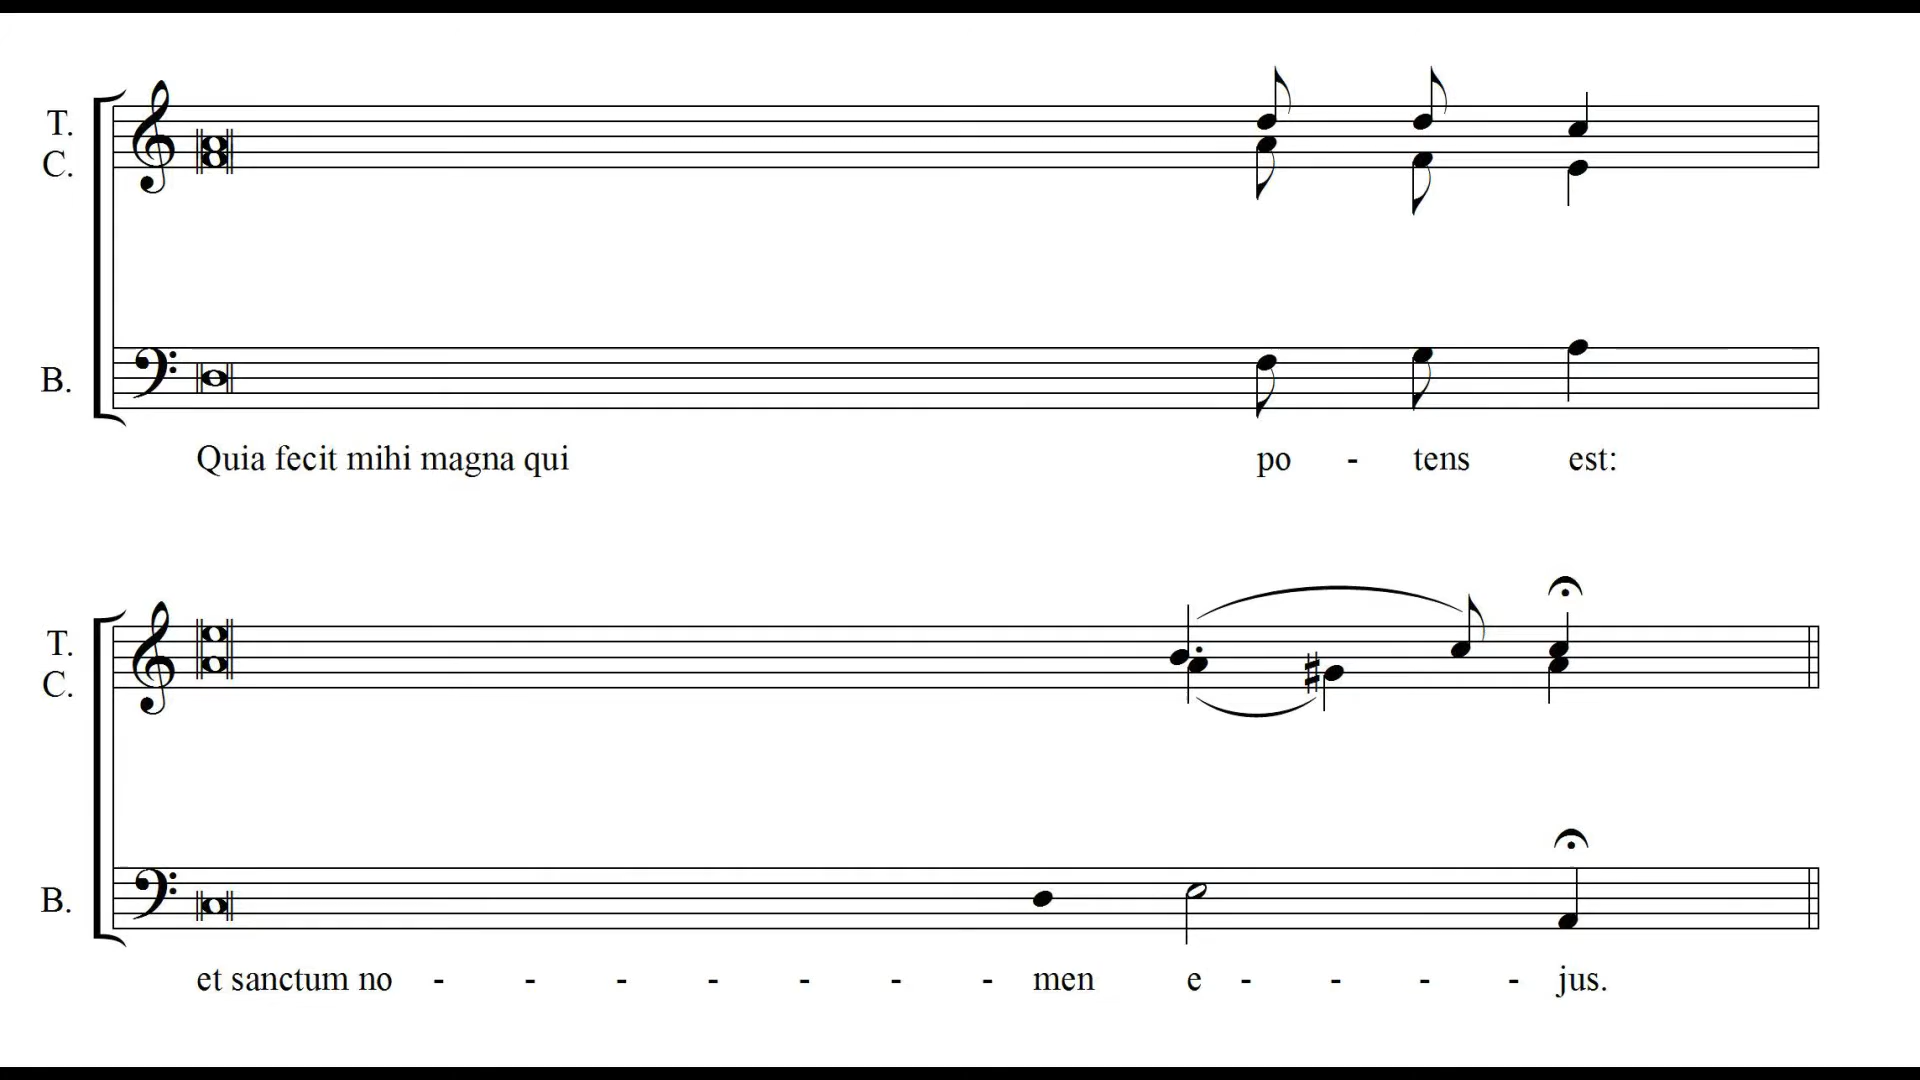 T.
C.
B.
Quia fecit mihi magna qui po - tens est:
T.
C.
B.
et sanctum no - - - - - - - men e - - - - jus.